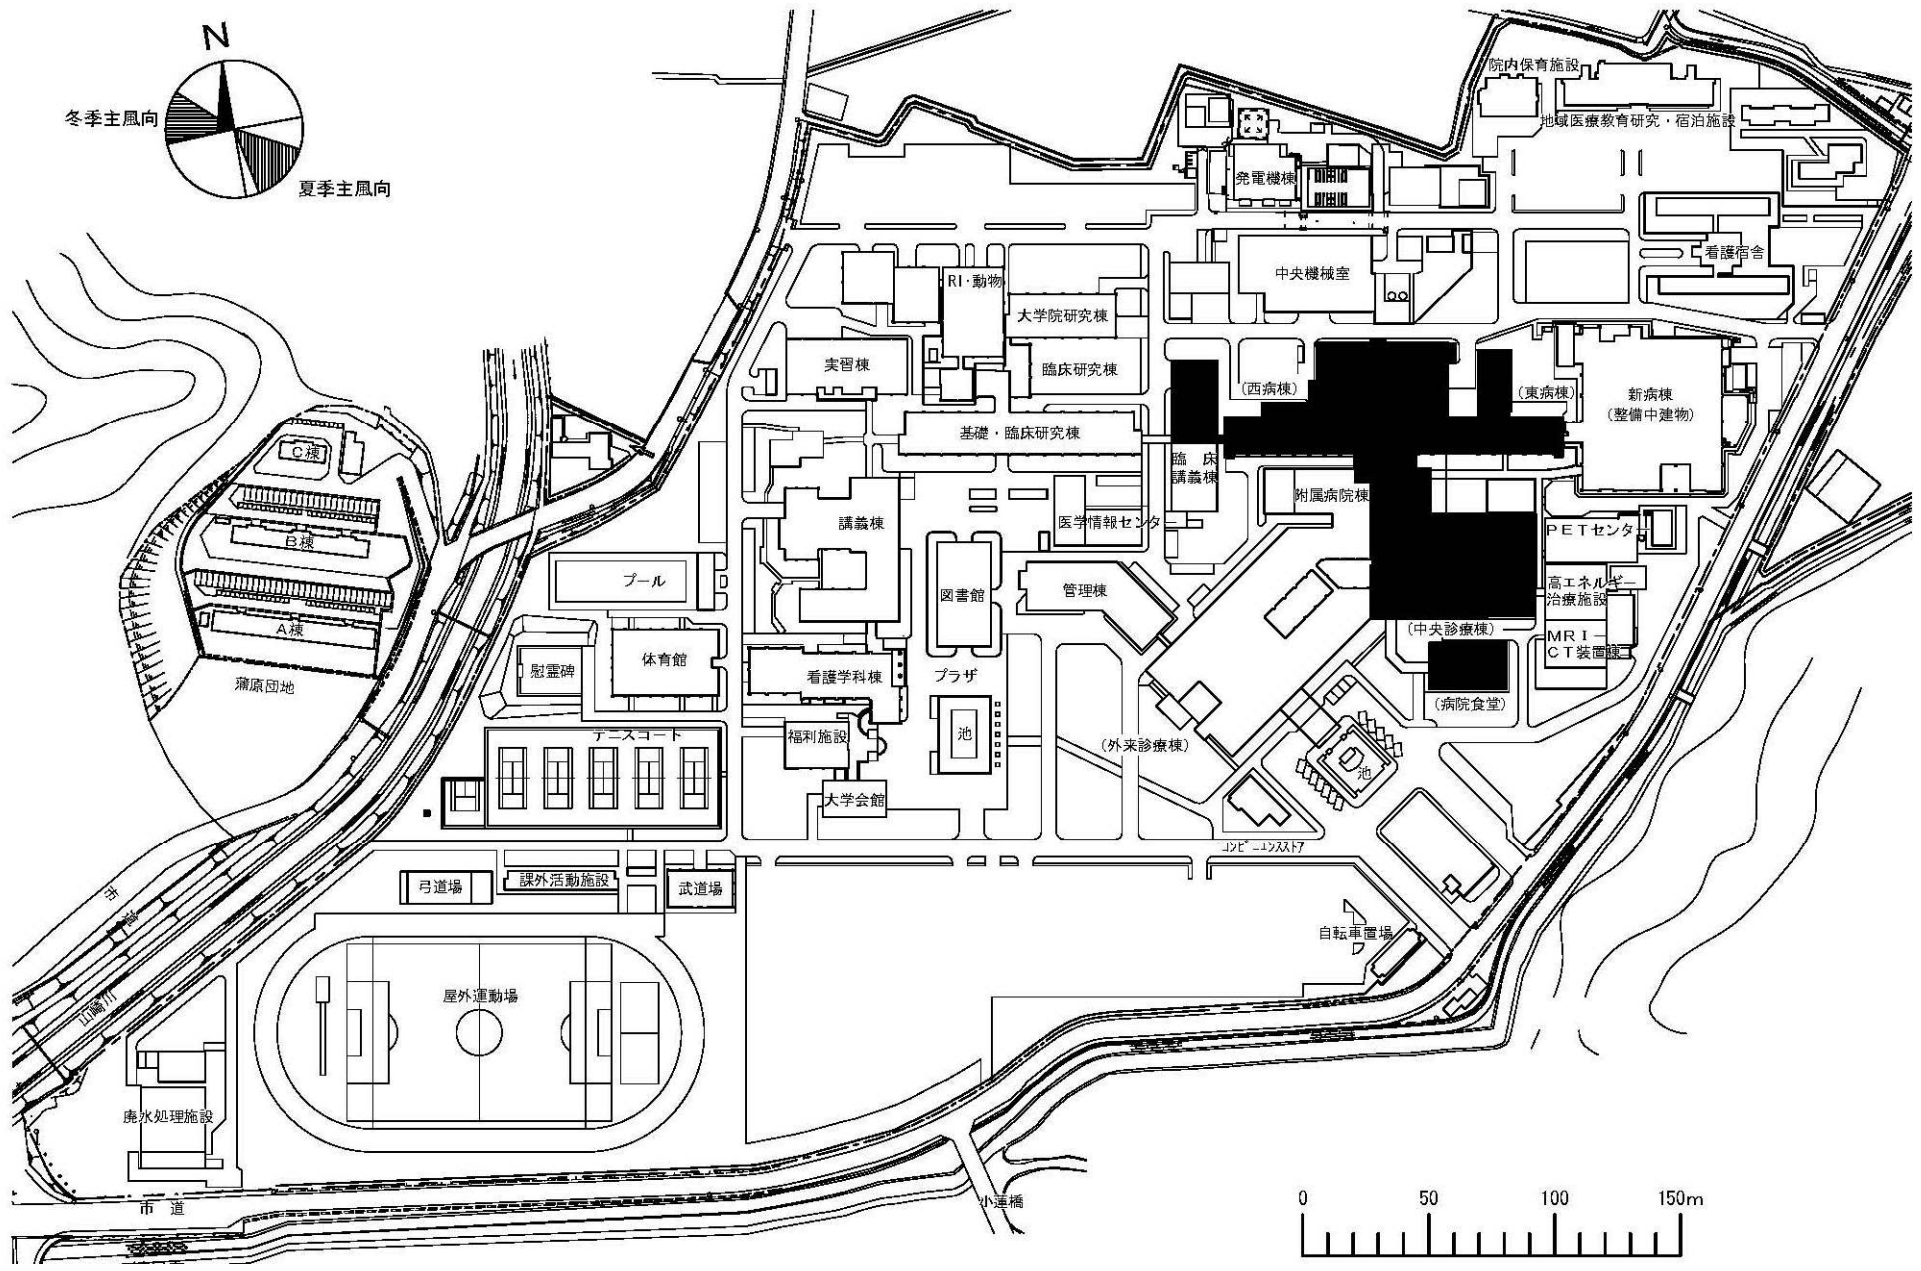 N
冬季主風向
夏季主風向
院内保育施設
地域医療教育研究・宿泊施設
発電機棟
看護宿舎
中央機械室
RI・動物
大学院研究棟
実習棟
臨床研究棟
(西病棟)
(東病棟)
新病棟
(整備中建物)
基礎・臨床研究棟
臨床
講義棟
附属病院棟
C棟
B棟
A棟
蒲原団地
講義棟
医学情報センター
PETセンター
プール
図書館
管理棟
高エネルギー
治療施設
(中央診療棟)
MRI-
CT装置棟
体育館
慰霊碑
看護学科棟
プラザ
(病院食堂)
テニスコート
福利施設
池
(外来診療棟)
池
大学会館
コンビニエンスストア
市道
弓道場
課外活動施設
武道場
自転車置場
屋外運動場
廃水処理施設
市道
小蓮橋
0 50 100 150m